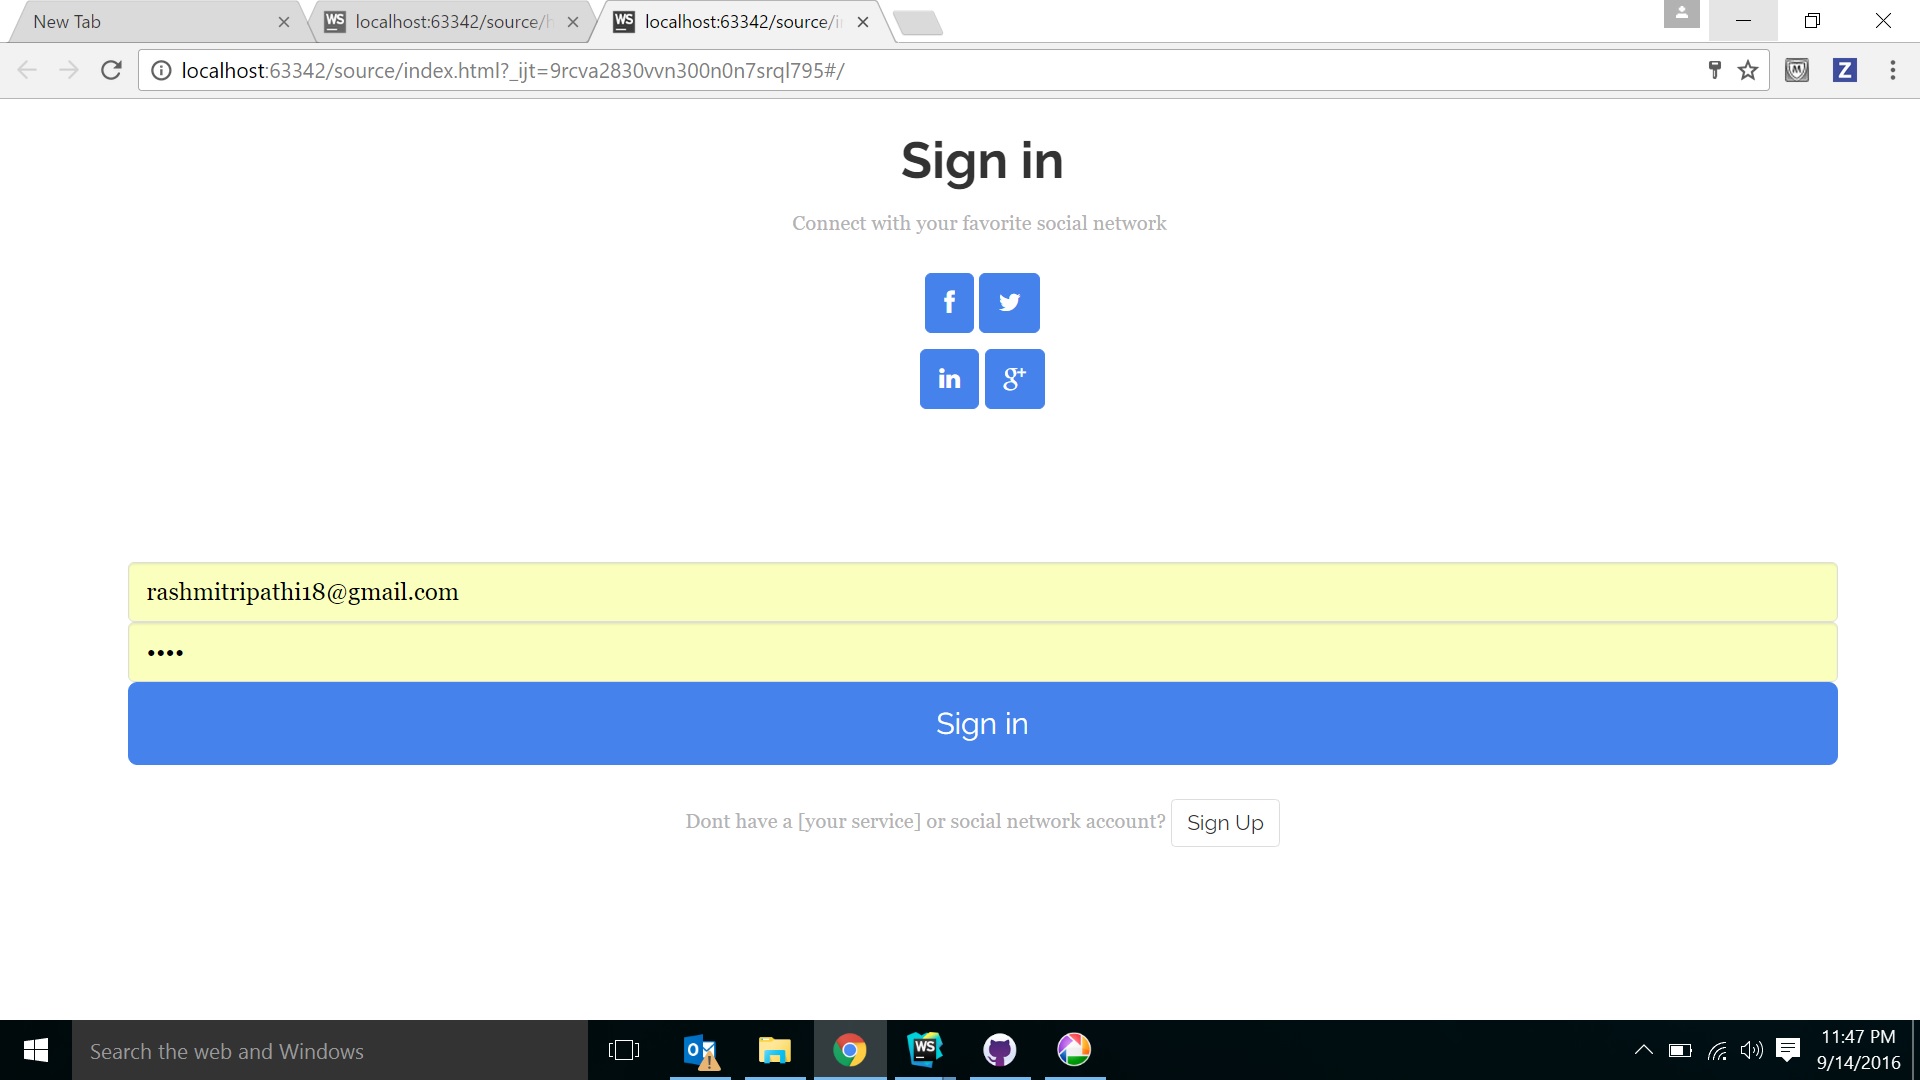 New Tab
localhost:63342/source/h
localhost:63342/source/in
localhost:63342/source/index.html?_ijt=9rcva2830vvn300n0n7srql795#/
Sign in
Connect with your favorite social network
rashmitripathi18@gmail.com
••••
Sign in
Dont have a [your service] or social network account? Sign Up
Search the web and Windows
11:47 PM
9/14/2016